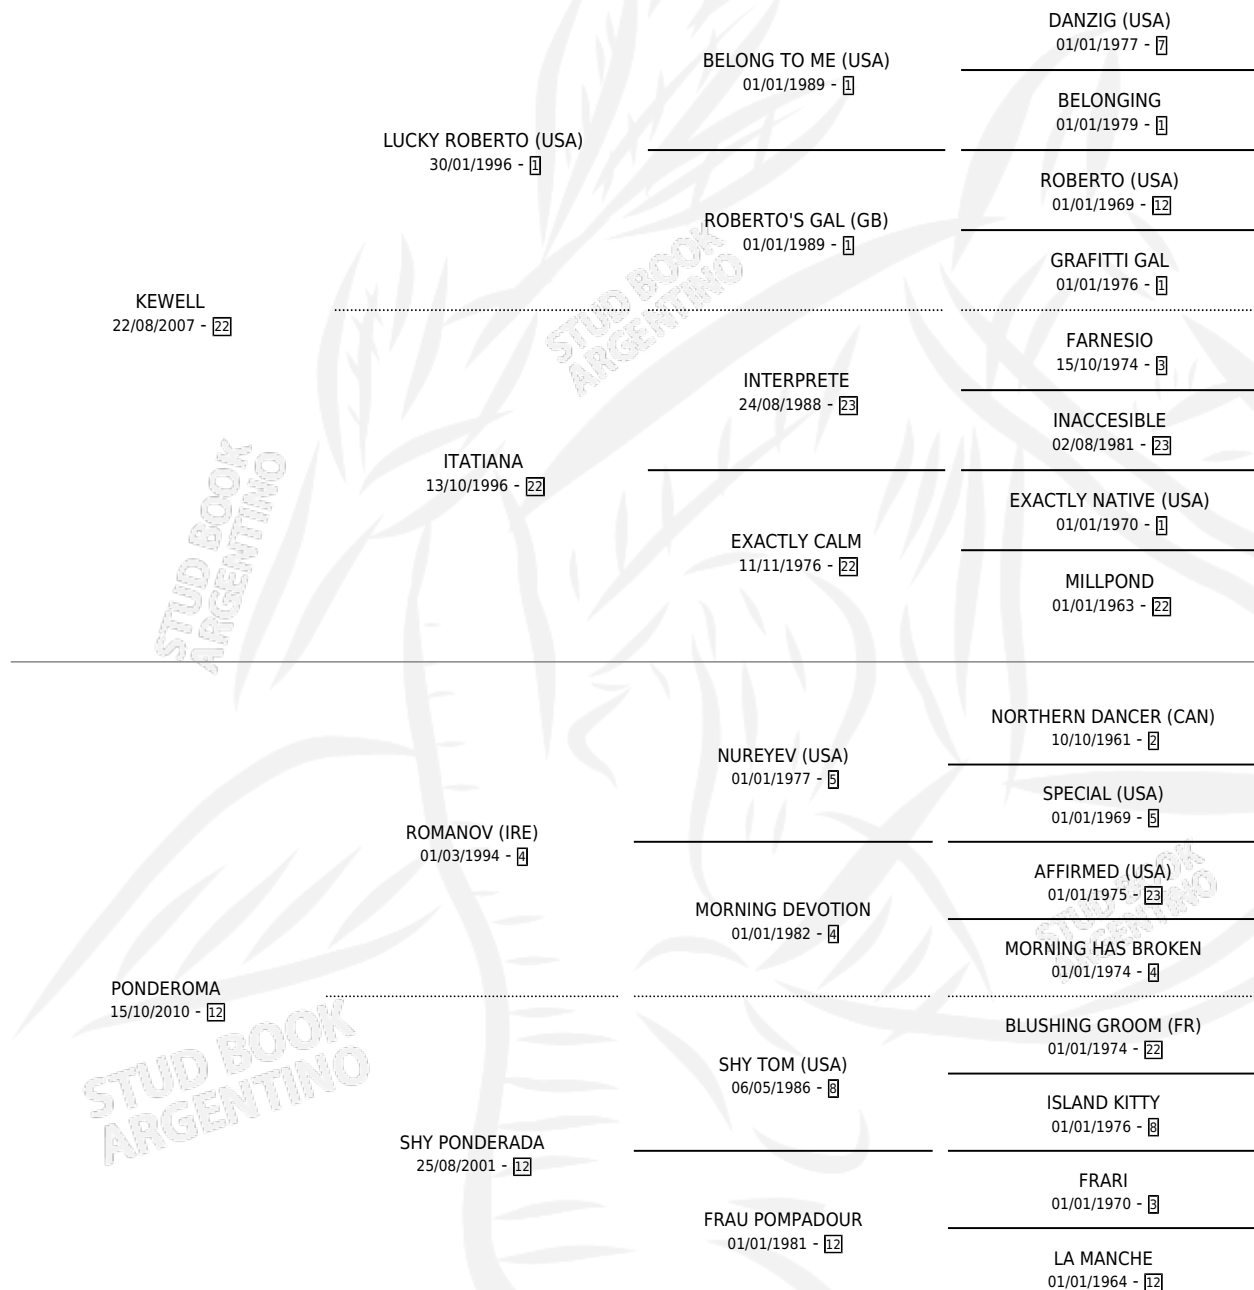 DANZIG (USA)
01/01/1977 - 7
BELONG TO ME (USA)
01/01/1989 - 1
BELONGING
01/01/1979 - 1
LUCKY ROBERTO (USA)
30/01/1996 - 1
ROBERTO (USA)
01/01/1969 - 12
ROBERTO'S GAL (GB)
01/01/1989 - 1
GRAFITTI GAL
01/01/1976 - 1
KEWELL
22/08/2007 - 22
STUD BOOK
ARGENTINO
FARNESIO
15/10/1974 - 3
INTERPRETE
24/08/1988 - 23
INACCESIBLE
02/08/1981 - 23
ITATIANA
13/10/1996 - 22
EXACTLY NATIVE (USA)
01/01/1970 - 1
EXACTLY CALM
11/11/1976 - 22
MILLPOND
01/01/1963 - 22
STUD BOOK
ARGENTINO
NORTHERN DANCER (CAN)
10/10/1961 - 2
NUREYEV (USA)
01/01/1977 - 5
SPECIAL (USA)
01/01/1969 - 5
ROMANOV (IRE)
01/03/1994 - 4
AFFIRMED (USA)
01/01/1975 - 23
MORNING DEVOTION
01/01/1982 - 4
MORNING HAS BROKEN
01/01/1974 - 4
STUD BOOK
ARGENTINO
PONDEROMA
15/10/2010 - 12
BLUSHING GROOM (FR)
01/01/1974 - 22
SHY TOM (USA)
06/05/1986 - 8
ISLAND KITTY
01/01/1976 - 8
STUD BOOK
ARGENTINO
SHY PONDERADA
25/08/2001 - 12
FRARI
01/01/1970 - 3
FRAU POMPADOUR
01/01/1981 - 12
LA MANCHE
01/01/1964 - 12